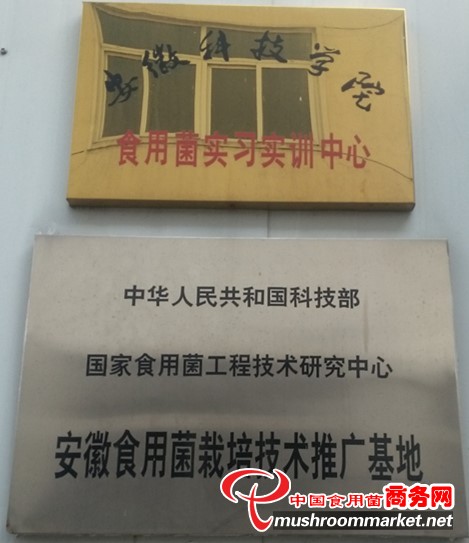 安徽科技学院
食用菌实习实训中心
中华人民共和国科技部
国家食用菌工程技术研究中心
安徽食用菌栽培技术推广基地
中国食用菌商务网
mushroommarket.net